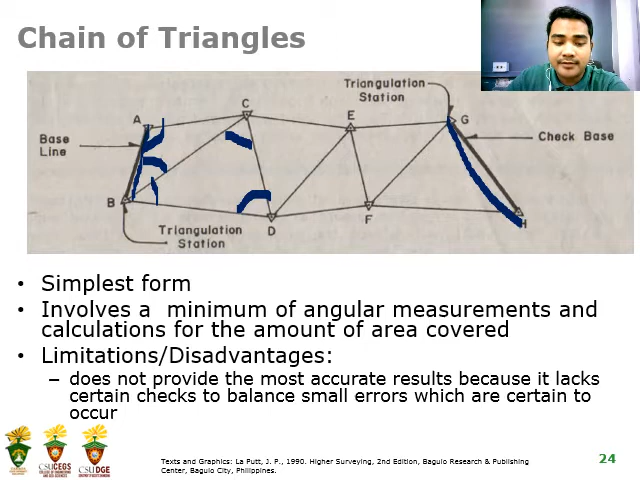 Chain of Triangles
Triangulation
Station
C
A
E
G
Base
Line
Check Base
B
Triangulation
Station
D
F
H
• Simplest form
• Involves a minimum of angular measurements and
calculations for the amount of area covered
• Limitations/Disadvantages:
– does not provide the most accurate results because it lacks
certain checks to balance small errors which are certain to
occur
CSUCEGS
CSUDGE
Texts and Graphics: La Putt, J. P., 1990. Higher Surveying, 2nd Edition, Baguio Research & Publishing
Center, Baguio City, Philippines.
24